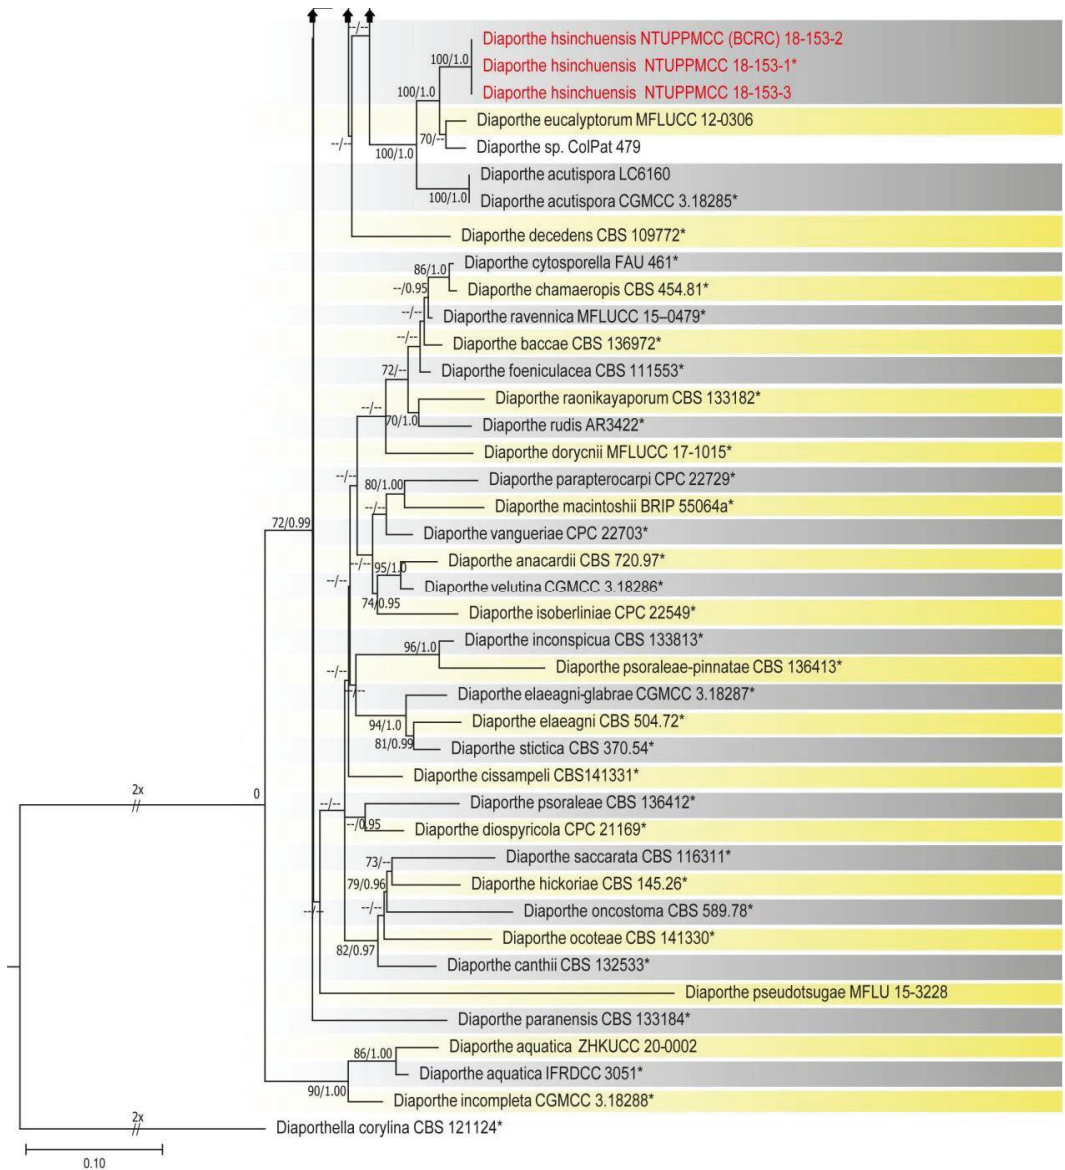 --/--
Diaporthe hsinchuensis NTUPPMCC (BCRC) 18-153-2
100/1.0
Diaporthe hsinchuensis NTUPPMCC 18-153-1*
100/1.0
Diaporthe hsinchuensis NTUPPMCC 18-153-3
Diaporthe eucalyptorum MFLUCC 12-0306
70/--
--/--
Diaporthe sp. ColPat 479
100/1.0
Diaporthe acutispora LC6160
100/1.0
Diaporthe acutispora CGMCC 3.18285*
Diaporthe decedens CBS 109772*
Diaporthe cytosporella FAU 461*
86/1.0
--/0.95
Diaporthe chamaeropis CBS 454.81*
--/--
Diaporthe ravennica MFLUCC 15–0479*
--/--
Diaporthe baccae CBS 136972*
72/--
Diaporthe foeniculacea CBS 111553*
Diaporthe raonikayaporum CBS 133182*
--/--
70/1.0
Diaporthe rudis AR3422*
Diaporthe dorycnii MFLUCC 17-1015*
--/--
80/1.00
Diaporthe parapterocarpi CPC 22729*
--/--
Diaporthe macintoshii BRIP 55064a*
72/0.99
Diaporthe vangueriae CPC 22703*
--/--
Diaporthe anacardii CBS 720.97*
95/1.0
--/--
Diaporthe velutina CGMCC 3.18286*
74/0.95
Diaporthe isoberliniae CPC 22549*
Diaporthe inconspicua CBS 133813*
96/1.0
--/--
Diaporthe psoraleae-pinnatae CBS 136413*
--/--
Diaporthe elaeagni-glabrae CGMCC 3.18287*
94/1.0
Diaporthe elaeagni CBS 504.72*
81/0.99
Diaporthe stictica CBS 370.54*
Diaporthe cissampeli CBS141331*
2x
//
0
--/--
Diaporthe psoraleae CBS 136412*
--/0.95
Diaporthe diospyricola CPC 21169*
Diaporthe saccarata CBS 116311*
73/--
79/0.96
Diaporthe hickoriae CBS 145.26*
--/--
--/--
Diaporthe oncostoma CBS 589.78*
Diaporthe ocoteae CBS 141330*
82/0.97
Diaporthe canthii CBS 132533*
Diaporthe pseudotsugae MFLU 15-3228
Diaporthe paranensis CBS 133184*
Diaporthe aquatica ZHKUCC 20-0002
86/1.00
Diaporthe aquatica IFRDCC 3051*
90/1.00
Diaporthe incompleta CGMCC 3.18288*
2x
//
Diaporthella corylina CBS 121124*
0.10